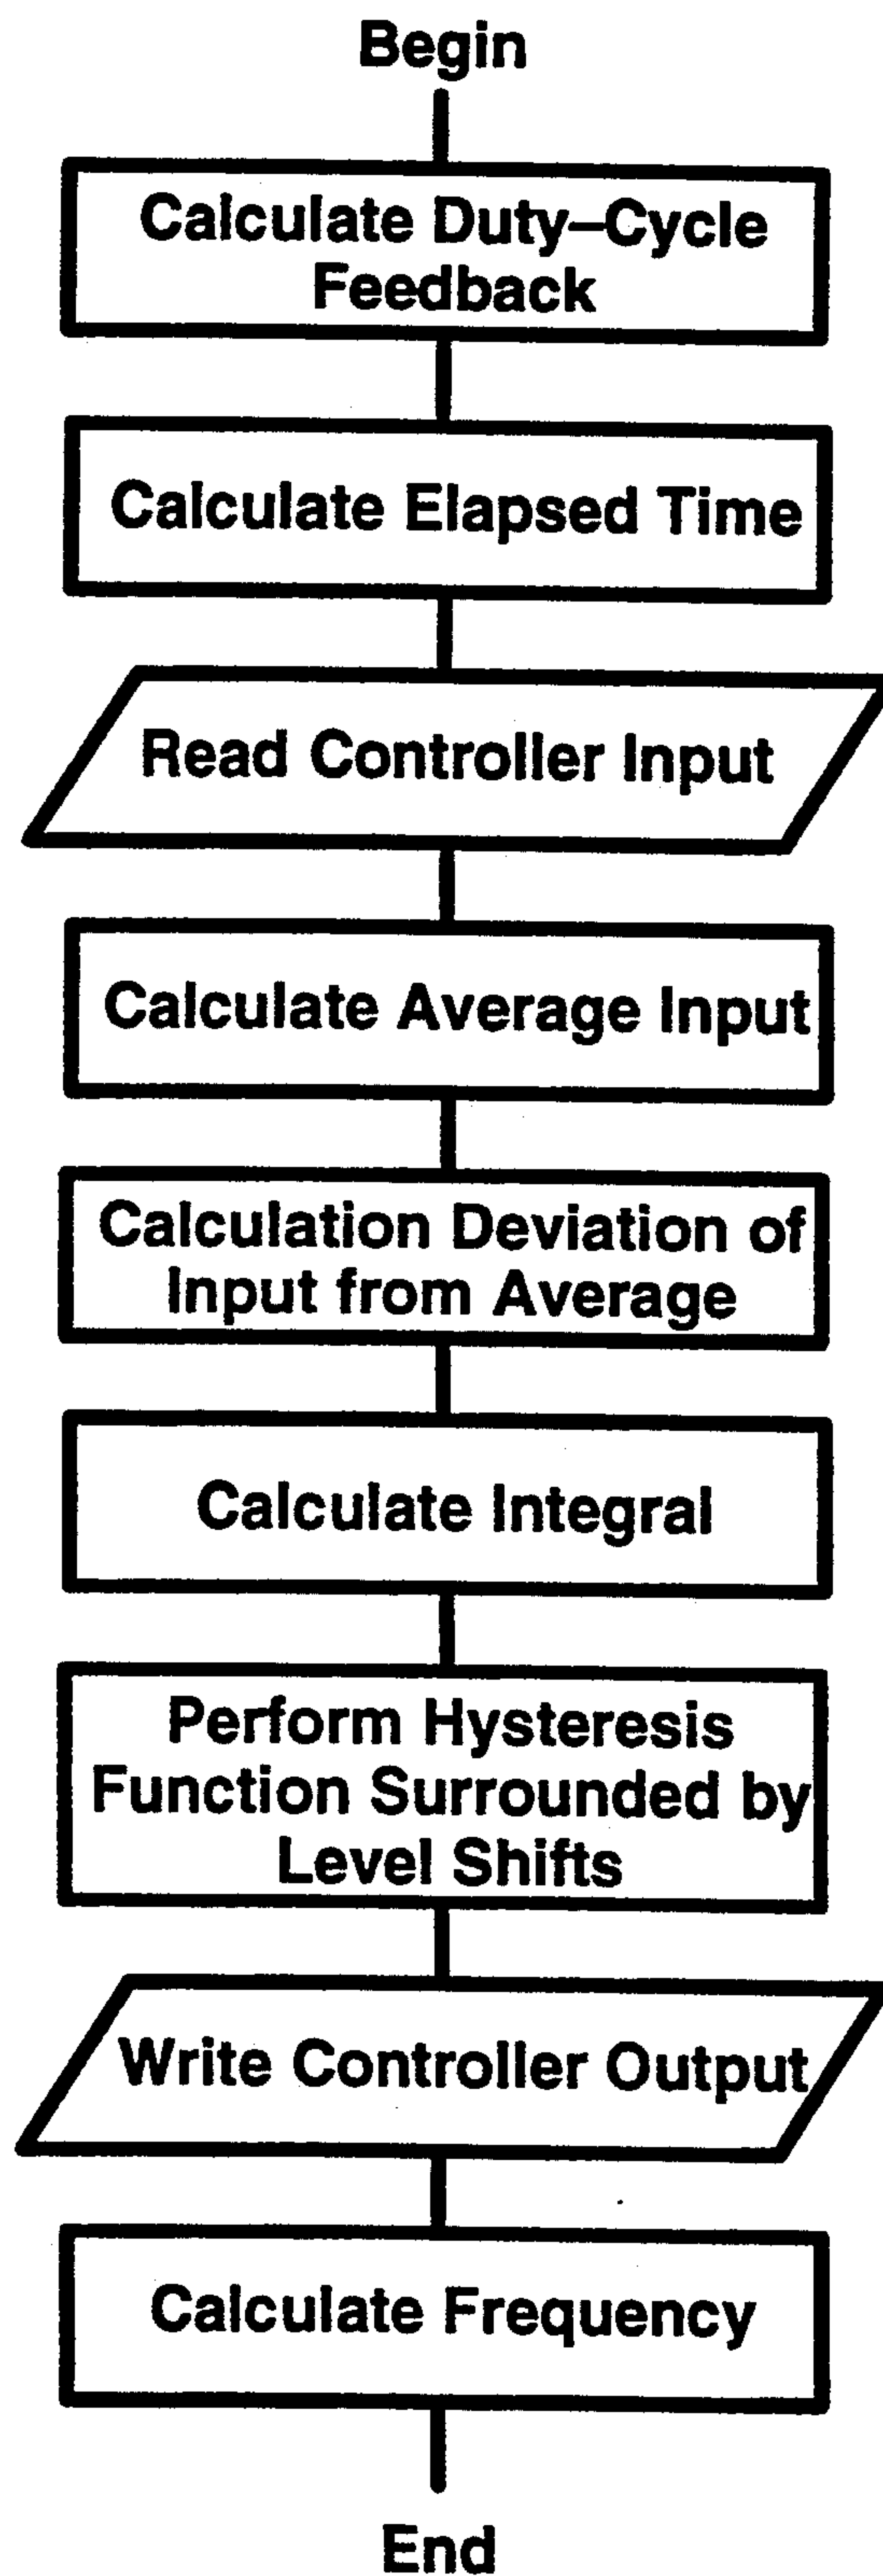 Begin
Calculate Duty–Cycle
Feedback
Calculate Elapsed Time
Read Controller Input
Calculate Average Input
Calculation Deviation of
Input from Average
Calculate Integral
Perform Hysteresis
Function Surrounded by
Level Shifts
Write Controller Output
Calculate Frequency
End